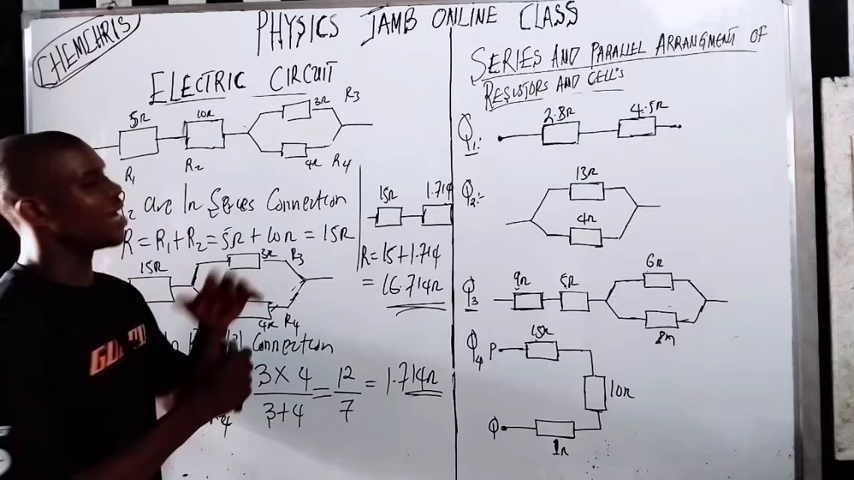 CHEMCHRIS
PHYSICS JAMB ONLINE CLASS
ELECTRIC CIRCUIT
5Ω 10Ω 3Ω R3
R1 R2 4Ω R4
2 are In Series Connection
R = R1 + R2 = 5Ω + 10Ω = 15Ω
15Ω 3Ω R3
4Ω R4
Connection
3 X 4 / 3 + 4 = 12 / 7 = 1.714Ω
15Ω 1.714
R = 15 + 1.714
= 16.714Ω
SERIES AND PARALLEL ARRANGMENT OF
RESISTORS AND CELL'S
Q1:- 2.8Ω 4.5Ω
Q2:- 13Ω
4Ω
Q3 9Ω 5Ω 6Ω
8Ω
Q4 P 15Ω
10Ω
Q 1Ω